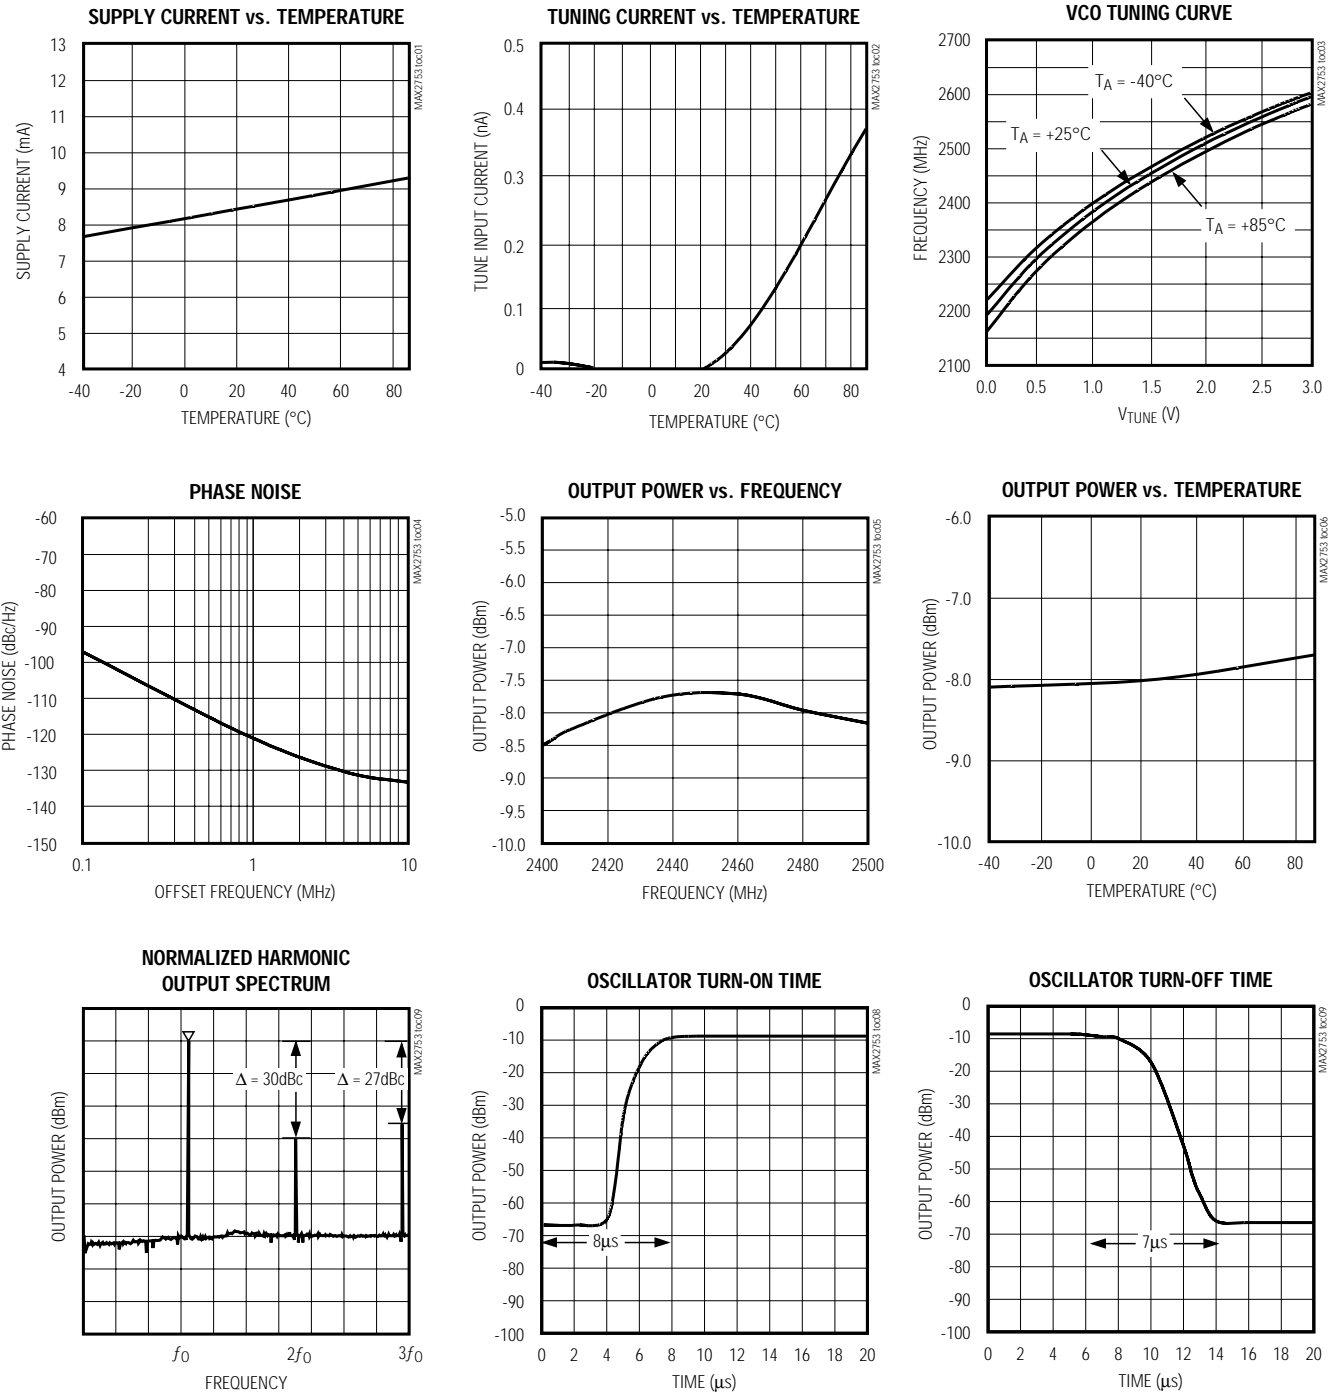 SUPPLY CURRENT vs. TEMPERATURE
13
12
11
10
9
8
7
6
5
4
SUPPLY CURRENT (mA)
-40 -20 0 20 40 60 80
TEMPERATURE (°C)
MAX2753 toc01
TUNING CURRENT vs. TEMPERATURE
0.5
0.4
0.3
0.2
0.1
0
TUNE INPUT CURRENT (nA)
-40 -20 0 20 40 60 80
TEMPERATURE (°C)
MAX2753 toc02
VCO TUNING CURVE
2700
2600
2500
2400
2300
2200
2100
FREQUENCY (MHz)
TA = -40°C
TA = +25°C
TA = +85°C
0.0 0.5 1.0 1.5 2.0 2.5 3.0
VTUNE (V)
MAX2753 toc03
PHASE NOISE
-60
-70
-80
-90
-100
-110
-120
-130
-140
-150
PHASE NOISE (dBc/Hz)
0.1 1 10
OFFSET FREQUENCY (MHz)
MAX2753 toc04
OUTPUT POWER vs. FREQUENCY
-5.0
-5.5
-6.0
-6.5
-7.0
-7.5
-8.0
-8.5
-9.0
-9.5
-10.0
OUTPUT POWER (dBm)
2400 2420 2440 2460 2480 2500
FREQUENCY (MHz)
MAX2753 toc05
OUTPUT POWER vs. TEMPERATURE
-6.0
-7.0
-8.0
-9.0
-10.0
OUTPUT POWER (dBm)
-40 -20 0 20 40 60 80
TEMPERATURE (°C)
MAX2753 toc06
NORMALIZED HARMONIC
OUTPUT SPECTRUM
OUTPUT POWER (dBm)
Δ = 30dBc
Δ = 27dBc
fO 2fO 3fO
FREQUENCY
MAX2753 toc09
OSCILLATOR TURN-ON TIME
0
-10
-20
-30
-40
-50
-60
-70
-80
-90
-100
OUTPUT POWER (dBm)
8μs
0 2 4 6 8 10 12 14 16 18 20
TIME (μs)
MAX2753 toc08
OSCILLATOR TURN-OFF TIME
0
-10
-20
-30
-40
-50
-60
-70
-80
-90
-100
OUTPUT POWER (dBm)
7μs
0 2 4 6 8 10 12 14 16 18 20
TIME (μs)
MAX2753 toc09